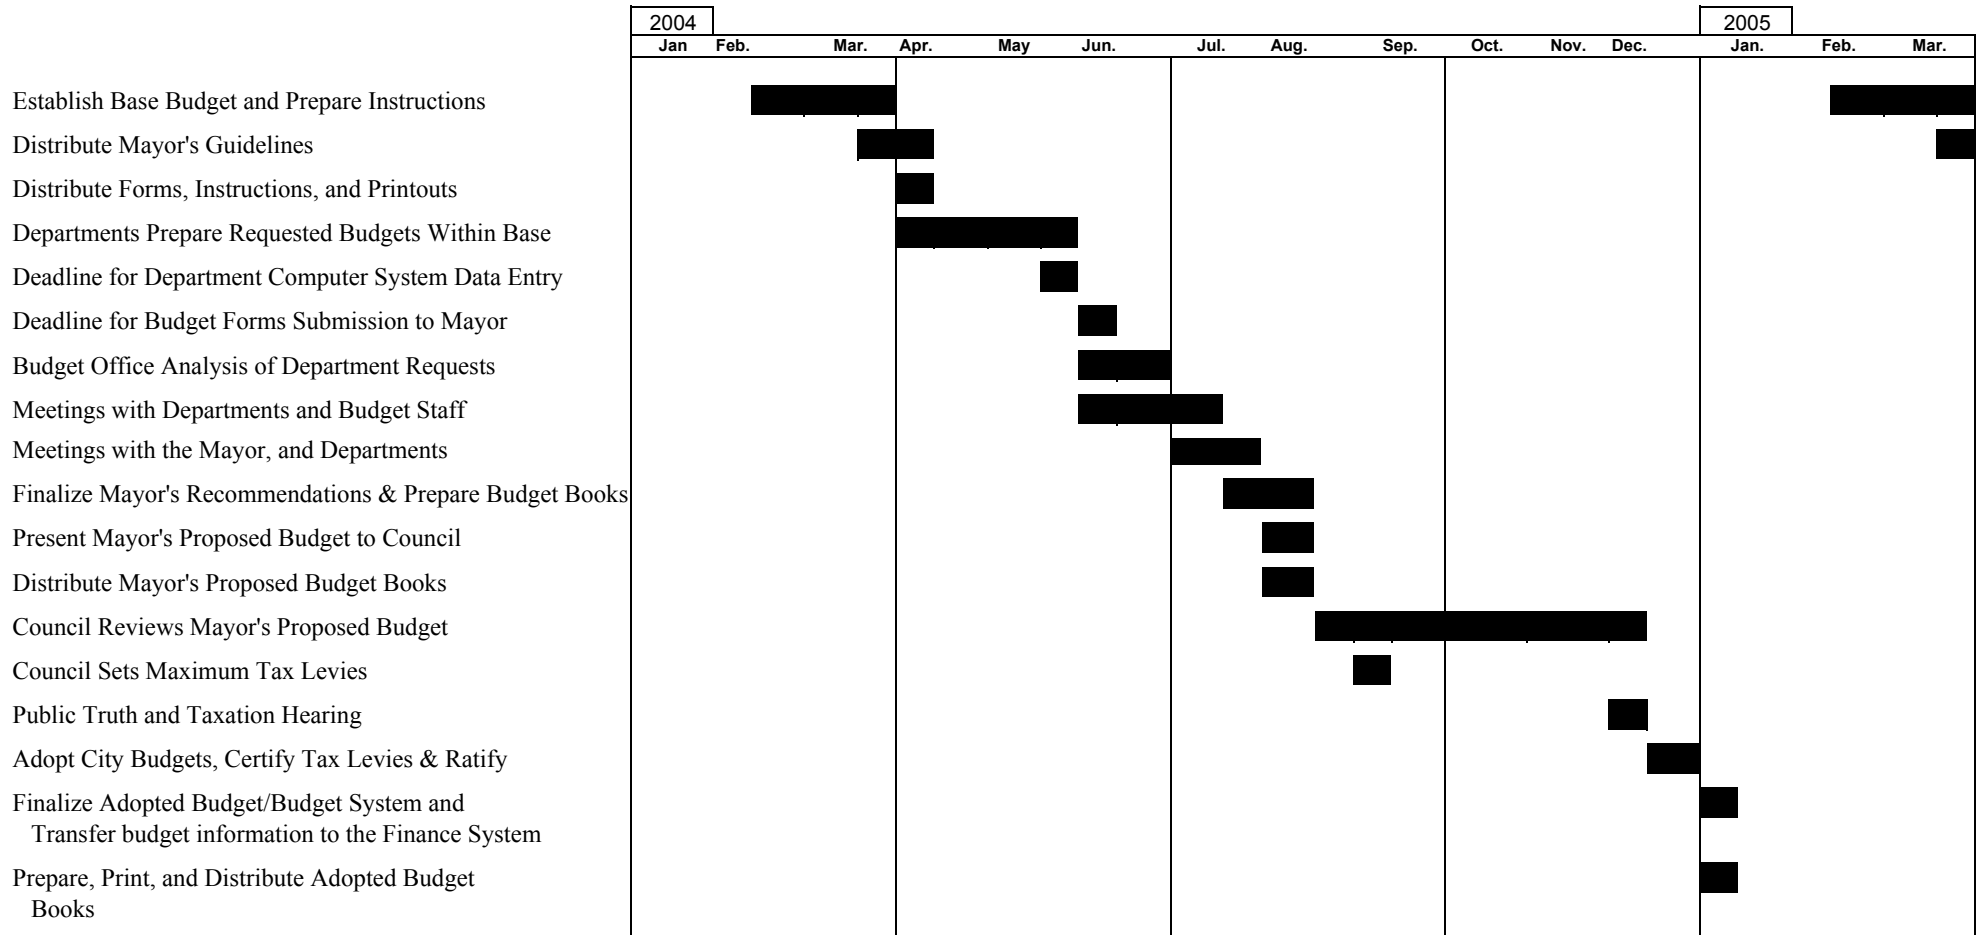 2004 2005
Jan Feb. Mar. Apr. May Jun. Jul. Aug. Sep. Oct. Nov. Dec. Jan. Feb. Mar.
Establish Base Budget and Prepare Instructions
Distribute Mayor's Guidelines
Distribute Forms, Instructions, and Printouts
Departments Prepare Requested Budgets Within Base
Deadline for Department Computer System Data Entry
Deadline for Budget Forms Submission to Mayor
Budget Office Analysis of Department Requests
Meetings with Departments and Budget Staff
Meetings with the Mayor, and Departments
Finalize Mayor's Recommendations & Prepare Budget Books
Present Mayor's Proposed Budget to Council
Distribute Mayor's Proposed Budget Books
Council Reviews Mayor's Proposed Budget
Council Sets Maximum Tax Levies
Public Truth and Taxation Hearing
Adopt City Budgets, Certify Tax Levies & Ratify
Finalize Adopted Budget/Budget System and
Transfer budget information to the Finance System
Prepare, Print, and Distribute Adopted Budget
Books